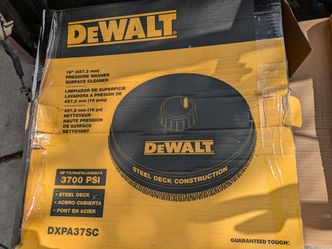 DEWALT
18" (457,2 mm)
PRESSURE WASHER
SURFACE CLEANER
LIMPIADOR DE SUPERFICIE
LAVADORA A PRESIÓN DE
457,2 mm (18 pulg)
457,2 mm (18 po)
NETTOYEUR
HAUTE PRESSION
DE SURFACE
NETTOYANT
UP TO/HASTA/JUSQU'À
3700 PSI
• STEEL DECK
• ACERO CUBIERTA
• PONT EN ACIER
DXPA37SC
DEWALT
STEEL DECK CONSTRUCTION
GUARANTEED TOUGH